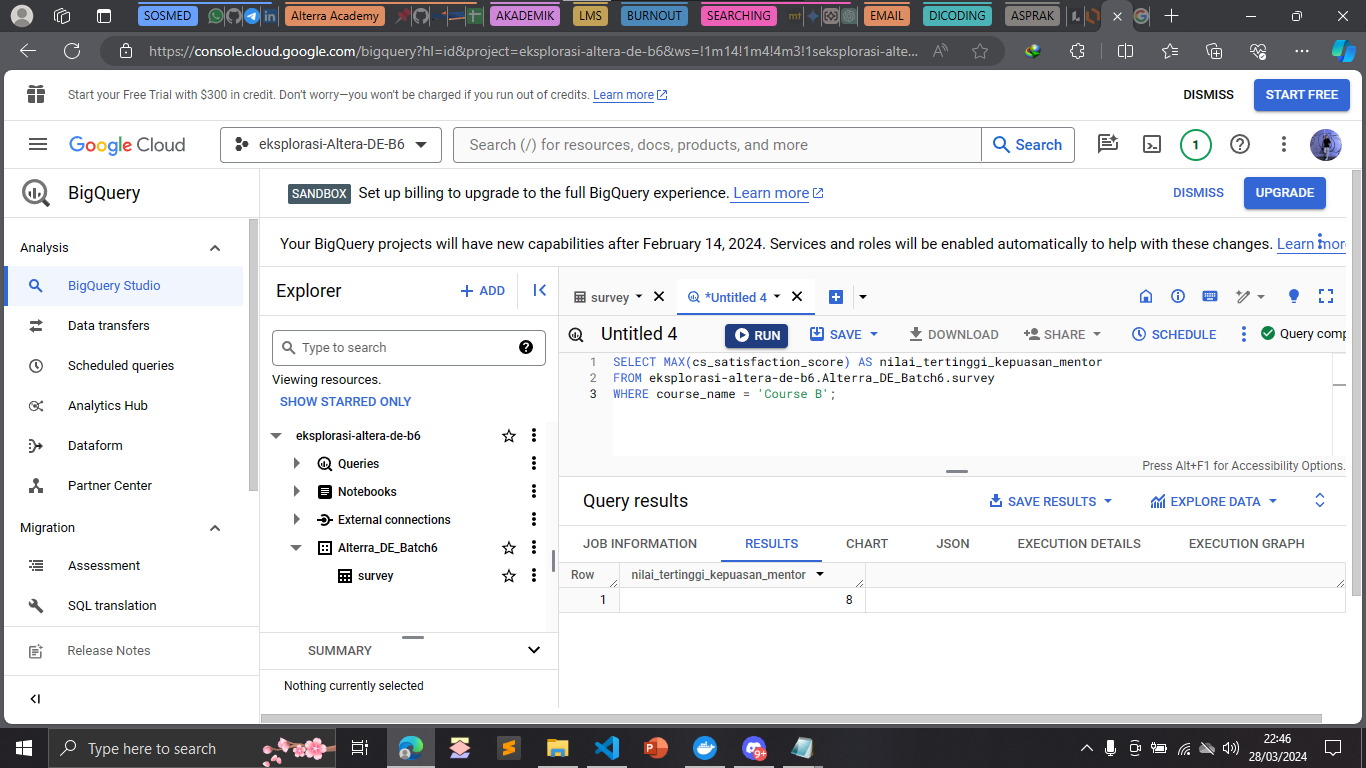 SOSMED
Alterra Academy
AKADEMIK
LMS
BURNOUT
SEARCHING
EMAIL
DICODING
ASPRAK
https://console.cloud.google.com/bigquery?hl=id&project=eksplorasi-altera-de-b6&ws=!1m14!1m4!4m3!1seksplorasi-alte...
Start your Free Trial with $300 in credit. Don't worry—you won't be charged if you run out of credits. Learn more
DISMISS
START FREE
Google Cloud
eksplorasi-Altera-DE-B6
Search (/) for resources, docs, products, and more
Search
1
BigQuery
SANDBOX Set up billing to upgrade to the full BigQuery experience. Learn more
DISMISS
UPGRADE
Your BigQuery projects will have new capabilities after February 14, 2024. Services and roles will be enabled automatically to help with these changes. Learn more
Analysis
BigQuery Studio
Data transfers
Scheduled queries
Analytics Hub
Dataform
Partner Center
Migration
Assessment
SQL translation
Release Notes
Explorer
ADD
Type to search
Viewing resources.
SHOW STARRED ONLY
eksplorasi-altera-de-b6
Queries
Notebooks
External connections
Alterra_DE_Batch6
survey
SUMMARY
Nothing currently selected
survey
*Untitled 4
Untitled 4
RUN
SAVE
DOWNLOAD
SHARE
SCHEDULE
Query comp
1 SELECT MAX(cs_satisfaction_score) AS nilai_tertinggi_kepuasan_mentor
2 FROM eksplorasi-altera-de-b6.Alterra_DE_Batch6.survey
3 WHERE course_name = 'Course B';
Press Alt+F1 for Accessibility Options.
Query results
SAVE RESULTS
EXPLORE DATA
JOB INFORMATION
RESULTS
CHART
JSON
EXECUTION DETAILS
EXECUTION GRAPH
Row nilai_tertinggi_kepuasan_mentor
1 8
Type here to search
9+
22:46
28/03/2024